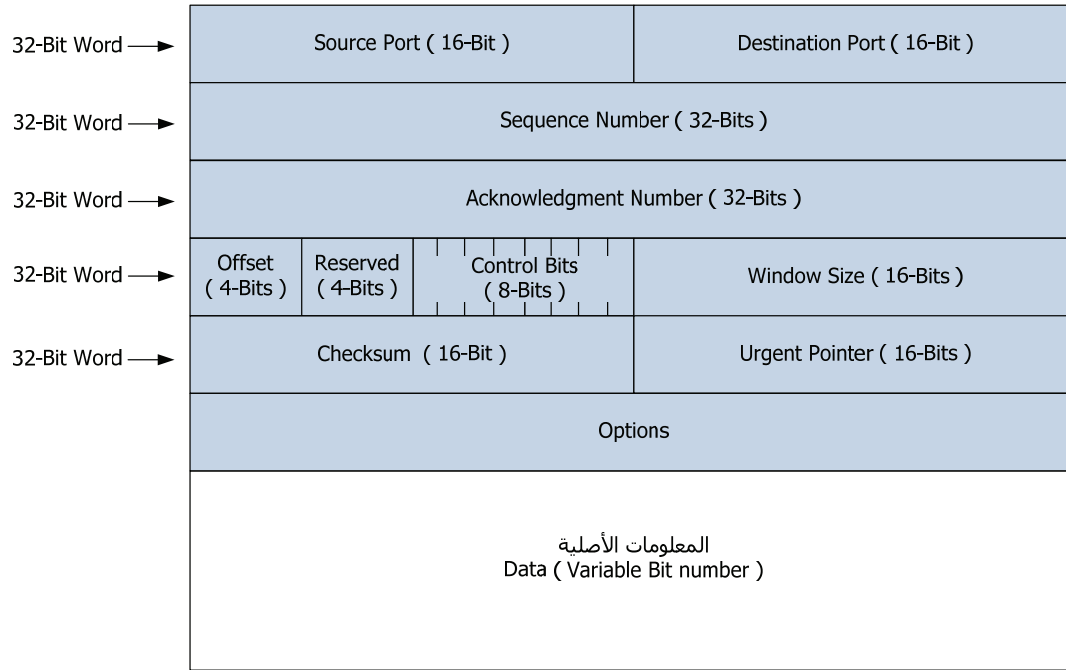 32-Bit Word
Source Port ( 16-Bit )
Destination Port ( 16-Bit )
32-Bit Word
Sequence Number ( 32-Bits )
32-Bit Word
Acknowledgment Number ( 32-Bits )
32-Bit Word
Offset
( 4-Bits )
Reserved
( 4-Bits )
Control Bits
( 8-Bits )
Window Size ( 16-Bits )
32-Bit Word
Checksum ( 16-Bit )
Urgent Pointer ( 16-Bits )
Options
المعلومات الأصلية
Data ( Variable Bit number )